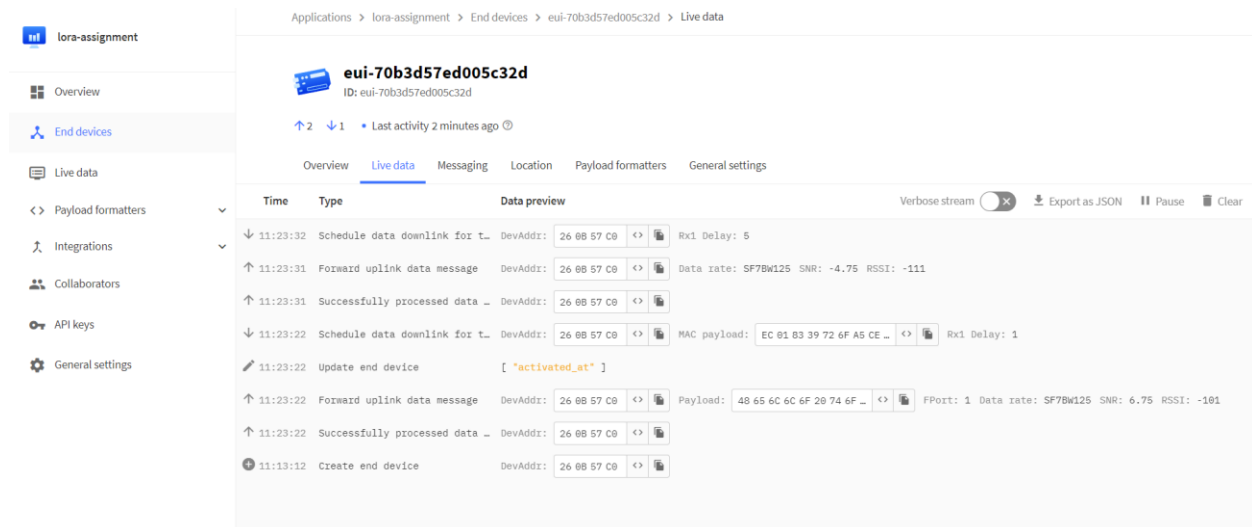 Applications > lora-assignment > End devices > eui-70b3d57ed005c32d > Live data
lora-assignment
eui-70b3d57ed005c32d
ID: eui-70b3d57ed005c32d
2 1 • Last activity 2 minutes ago
Overview
End devices
Live data
Payload formatters
Integrations
Collaborators
API keys
General settings
Overview Live data Messaging Location Payload formatters General settings
Time Type Data preview Verbose stream Export as JSON Pause Clear
11:23:32 Schedule data downlink for t… DevAddr: 26 0B 57 C0 <> Rx1 Delay: 5
11:23:31 Forward uplink data message DevAddr: 26 0B 57 C0 <> Data rate: SF7BW125 SNR: -4.75 RSSI: -111
11:23:31 Successfully processed data … DevAddr: 26 0B 57 C0 <>
11:23:22 Schedule data downlink for t… DevAddr: 26 0B 57 C0 <> MAC payload: EC 01 83 39 72 6F A5 CE … <> Rx1 Delay: 1
11:23:22 Update end device [ "activated_at" ]
11:23:22 Forward uplink data message DevAddr: 26 0B 57 C0 <> Payload: 48 65 6C 6C 6F 20 74 6F … <> FPort: 1 Data rate: SF7BW125 SNR: 6.75 RSSI: -101
11:23:22 Successfully processed data … DevAddr: 26 0B 57 C0 <>
11:13:12 Create end device DevAddr: 26 0B 57 C0 <>